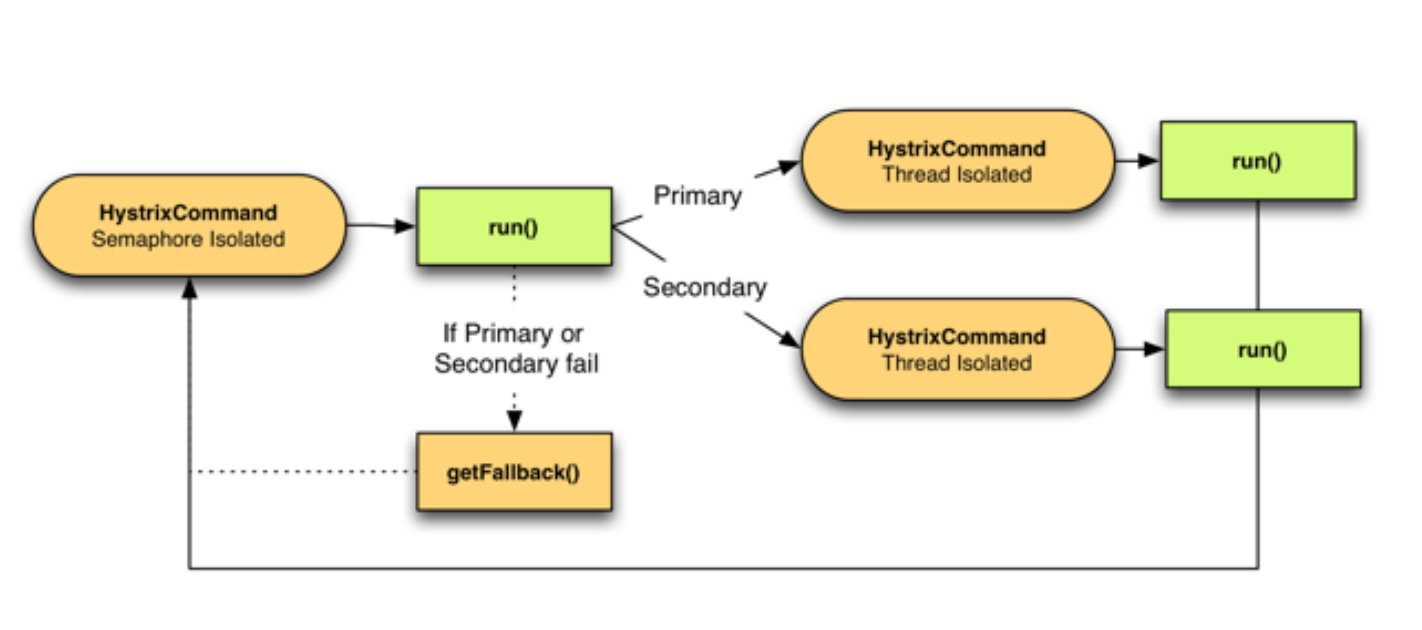 HystrixCommand
Semaphore Isolated
run()
Primary
Secondary
HystrixCommand
Thread Isolated
run()
HystrixCommand
Thread Isolated
run()
If Primary or
Secondary fail
getFallback()